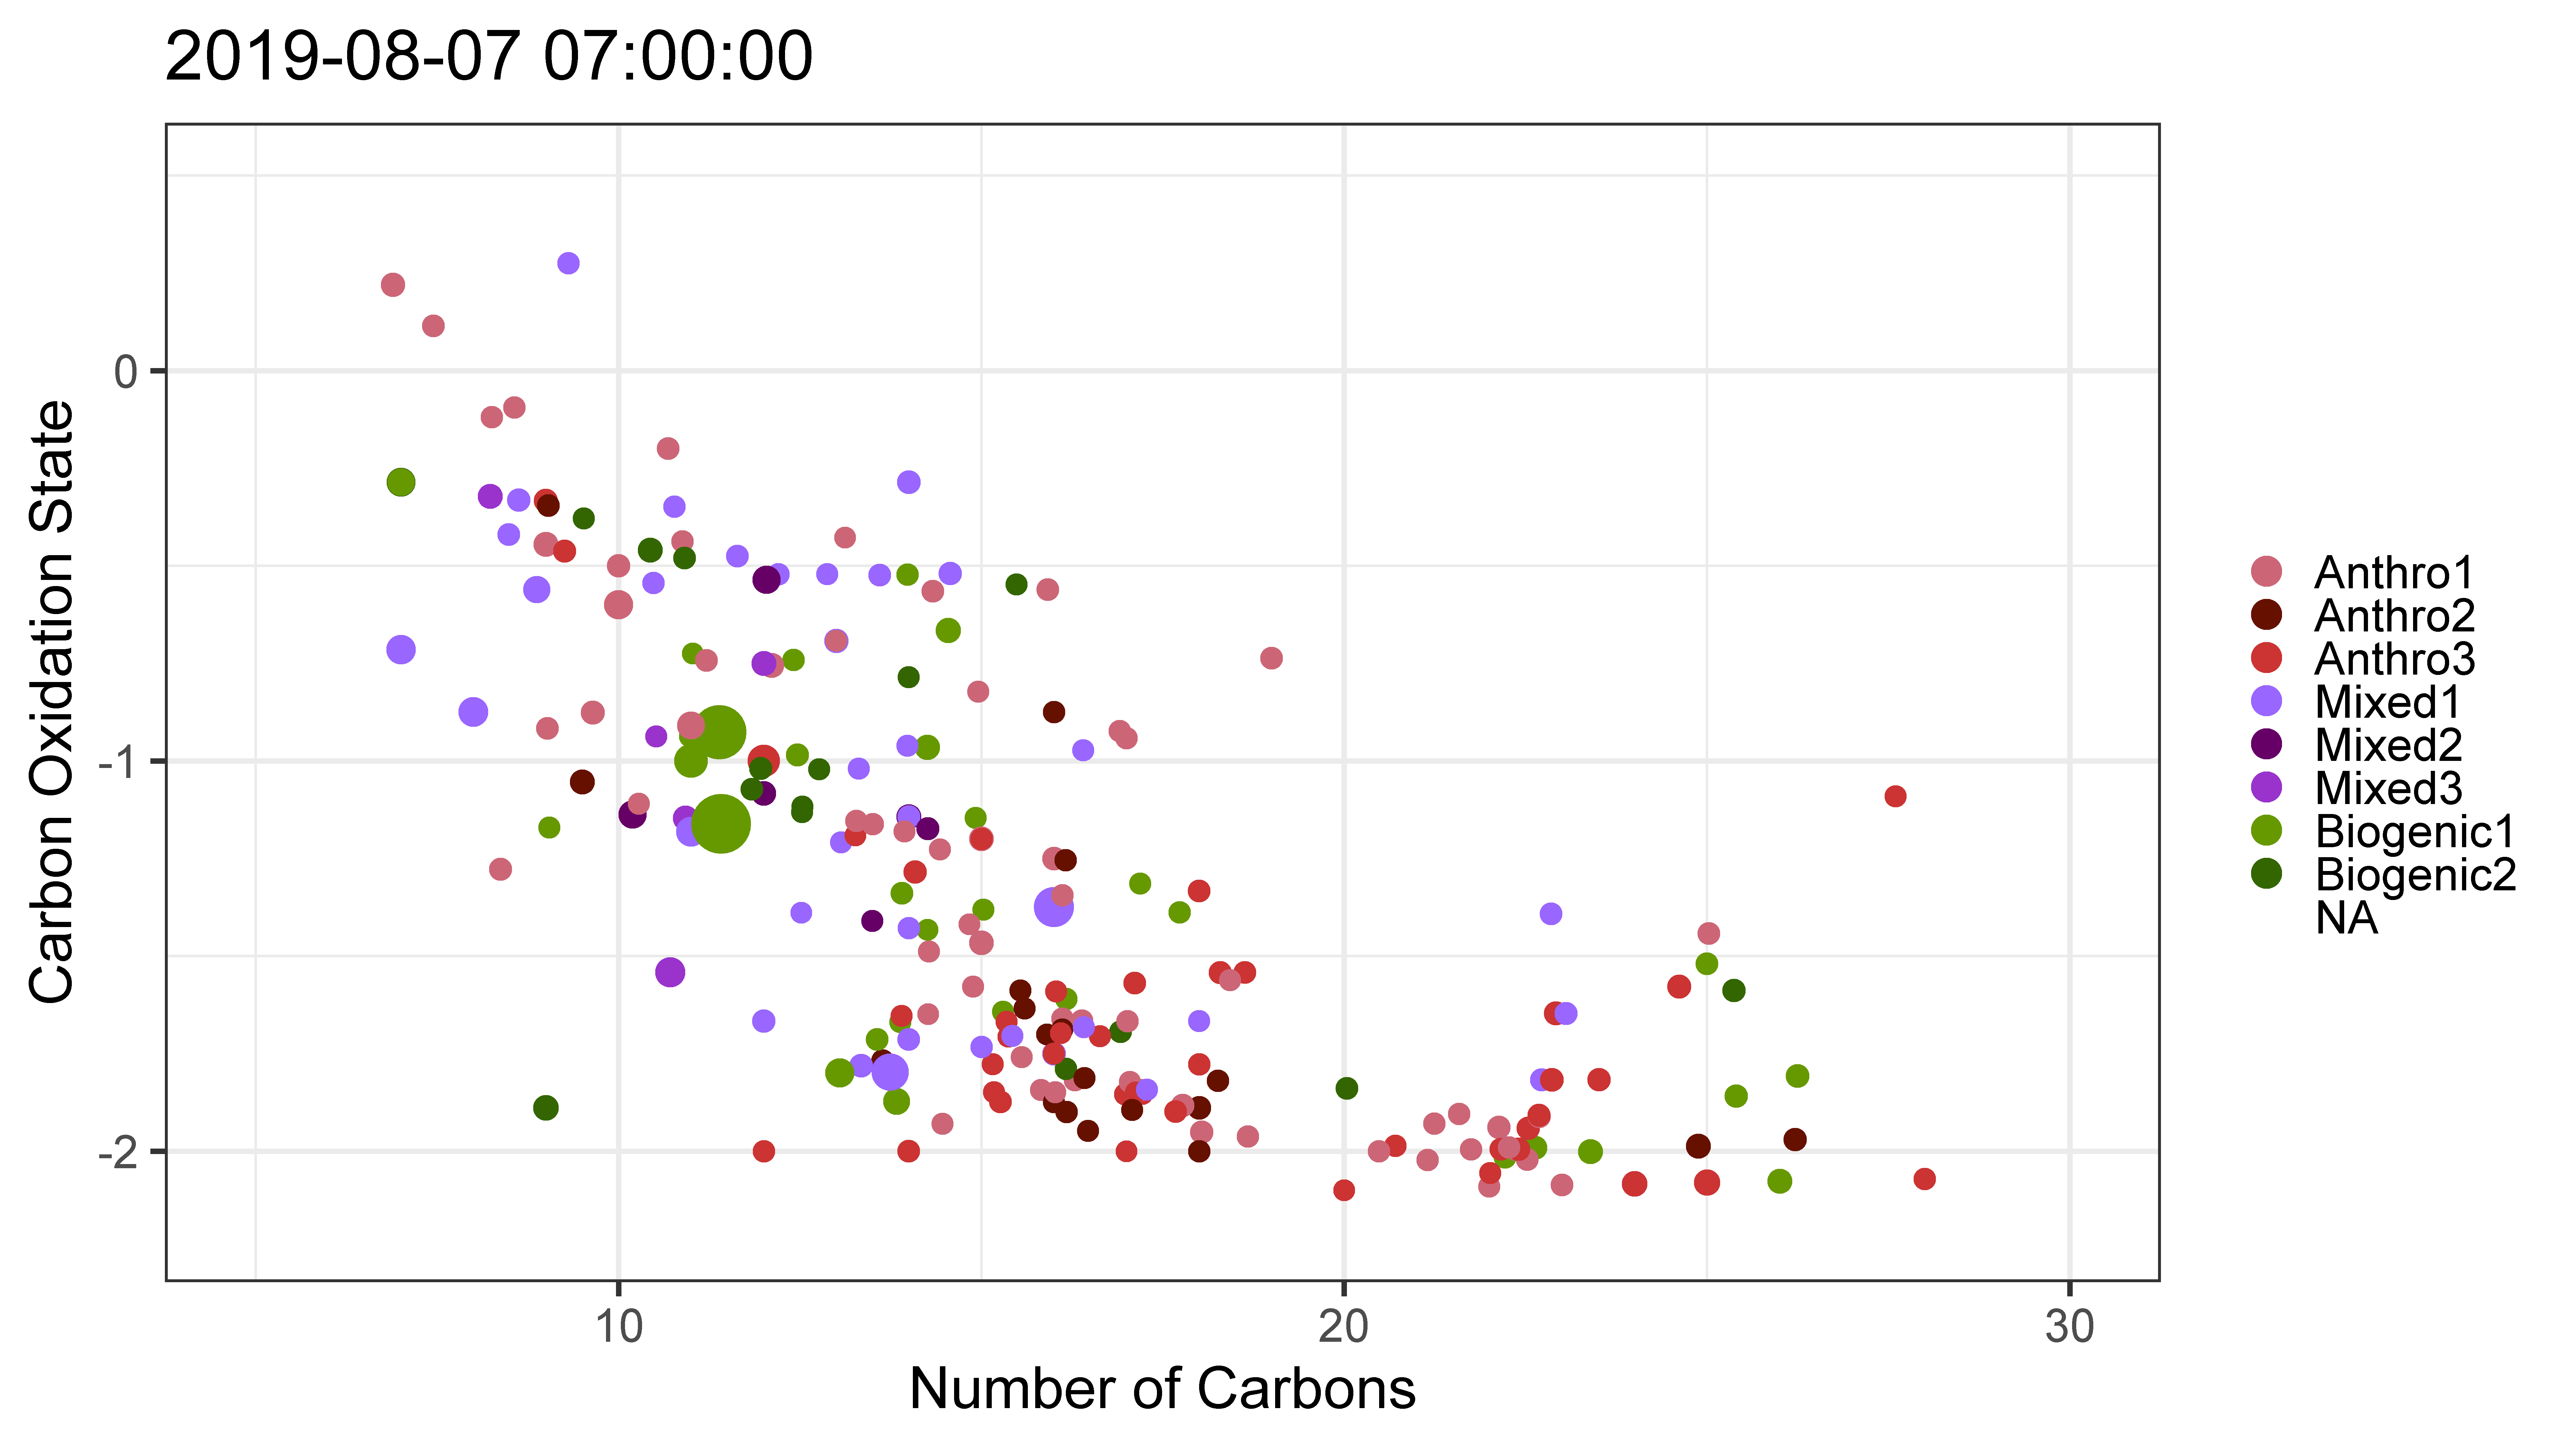 2019-08-07 07:00:00
Carbon Oxidation State
0
-1
-2
10
20
30
Number of Carbons
Anthro1
Anthro2
Anthro3
Mixed1
Mixed2
Mixed3
Biogenic1
Biogenic2
NA